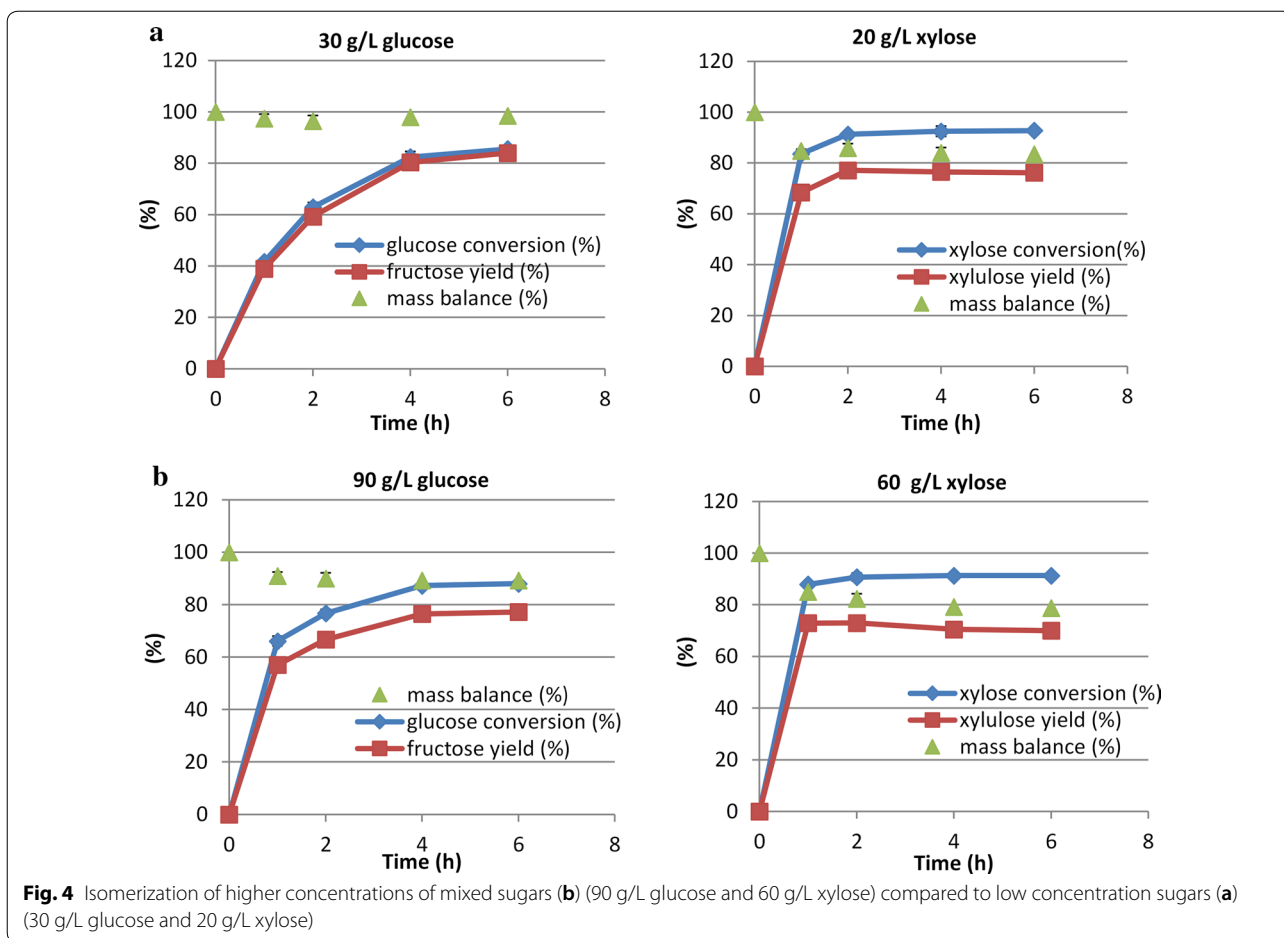 a
30 g/L glucose
120
100
80
60
40
20
0
(%)
glucose conversion (%)
fructose yield (%)
mass balance (%)
0 2 4 6 8
Time (h)
20 g/L xylose
120
100
80
60
40
20
0
(%)
xylose conversion(%)
xylulose yield (%)
mass balance (%)
0 2 4 6 8
Time (h)
b
90 g/L glucose
120
100
80
60
40
20
0
(%)
mass balance (%)
glucose conversion (%)
fructose yield (%)
0 2 4 6 8
Time (h)
60 g/L xylose
120
100
80
60
40
20
0
(%)
xylose conversion (%)
xylulose yield (%)
mass balance (%)
0 2 4 6 8
Time (h)
Fig. 4 Isomerization of higher concentrations of mixed sugars (b) (90 g/L glucose and 60 g/L xylose) compared to low concentration sugars (a)
(30 g/L glucose and 20 g/L xylose)